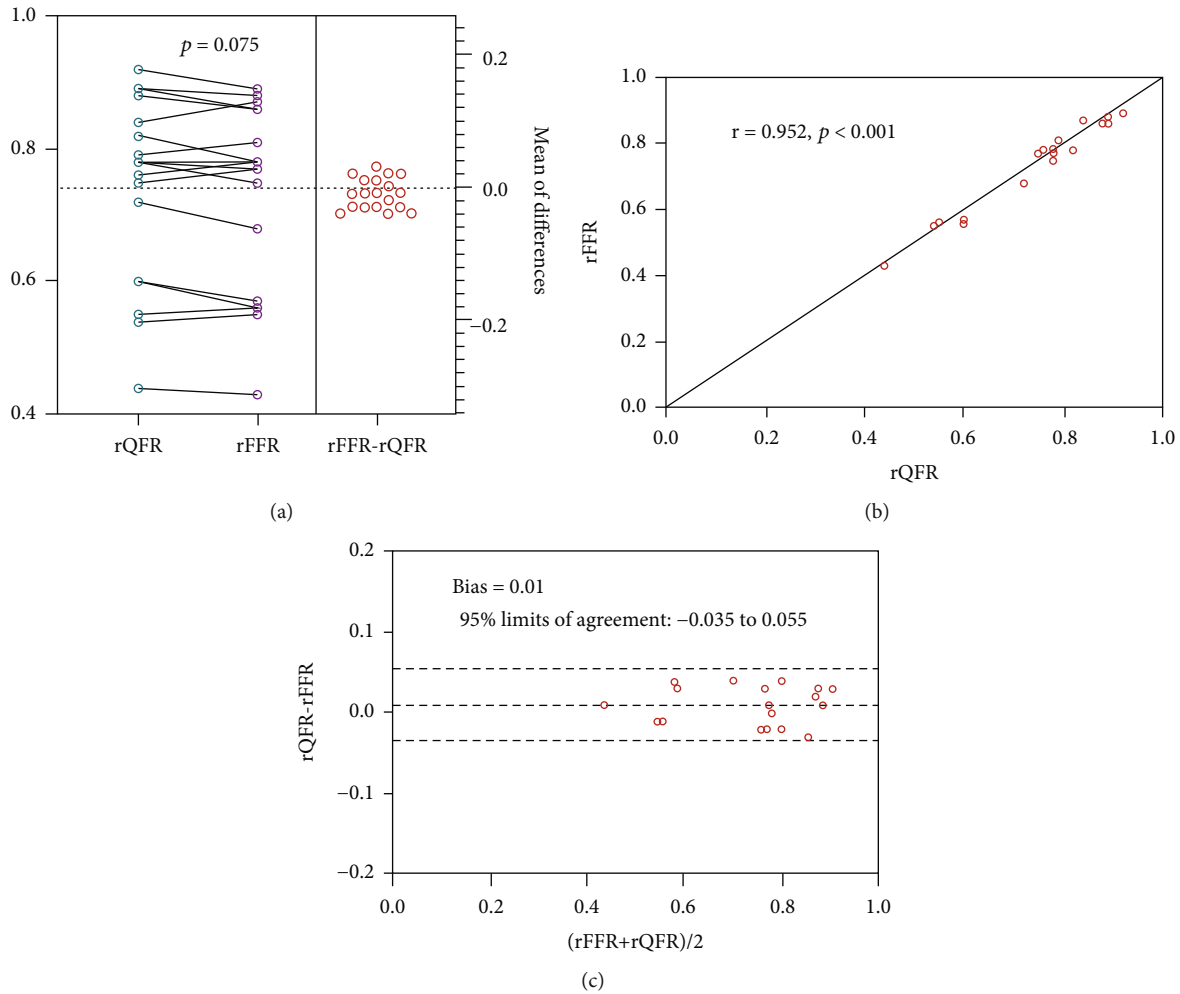 1.0
0.8
0.6
0.4
p = 0.075
0.2
0.0
−0.2
Mean of differences
rQFR
rFFR
rFFR-rQFR
(a)
1.0
0.8
0.6
0.4
0.2
0.0
rFFR
r = 0.952, p < 0.001
0.0
0.2
0.4
0.6
0.8
1.0
rQFR
(b)
0.2
0.1
0.0
−0.1
−0.2
rQFR-rFFR
Bias = 0.01
95% limits of agreement: −0.035 to 0.055
0.0
0.2
0.4
0.6
0.8
1.0
(rFFR+rQFR)/2
(c)